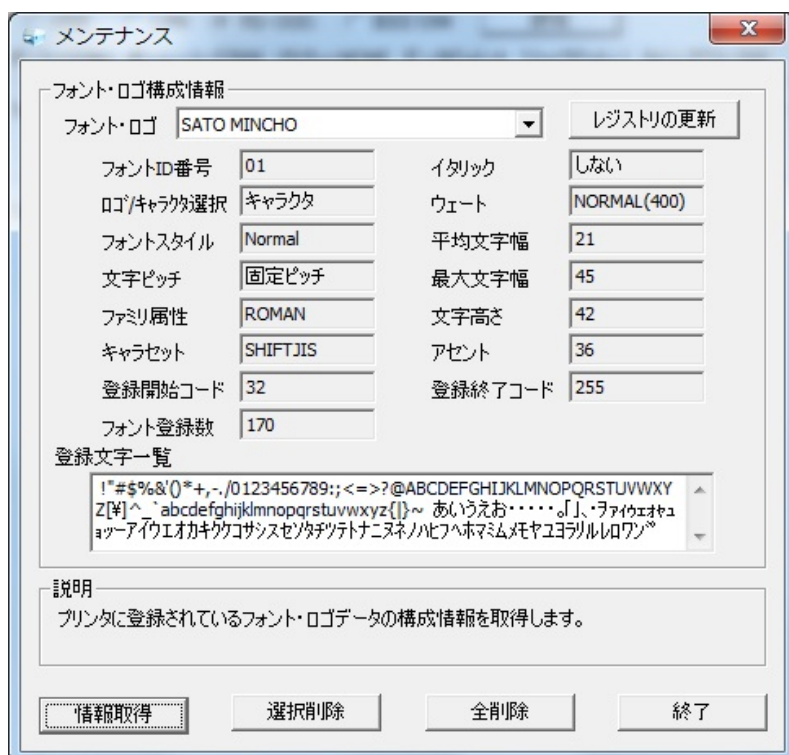 メンテナンス
フォント・ロゴ構成情報
フォント・ロゴ SATO MINCHO レジストリの更新
フォントID番号 01 イタリック しない
ロゴ/キャラクタ選択 キャラクタ ウェート NORMAL(400)
フォントスタイル Normal 平均文字幅 21
文字ピッチ 固定ピッチ 最大文字幅 45
ファミリ属性 ROMAN 文字高さ 42
キャラセット SHIFTJIS アセント 36
登録開始コード 32 登録終了コード 255
フォント登録数 170
登録文字一覧
!"#$%&'()*+,-./0123456789:;<=>?@ABCDEFGHIJKLMNOPQRSTUVWXY
Z[¥]^_`abcdefghijklmnopqrstuvwxyz{|}~ あいうえお・・・・・。「」、・ヲァィゥェォャュ
ョッーアイウエオカキクケコサシスセソタチツテトナニヌネノハヒフヘホマミムメモヤユヨラリルレロワン゛゜
説明
プリンタに登録されているフォント・ロゴデータの構成情報を取得します。
情報取得 選択削除 全削除 終了